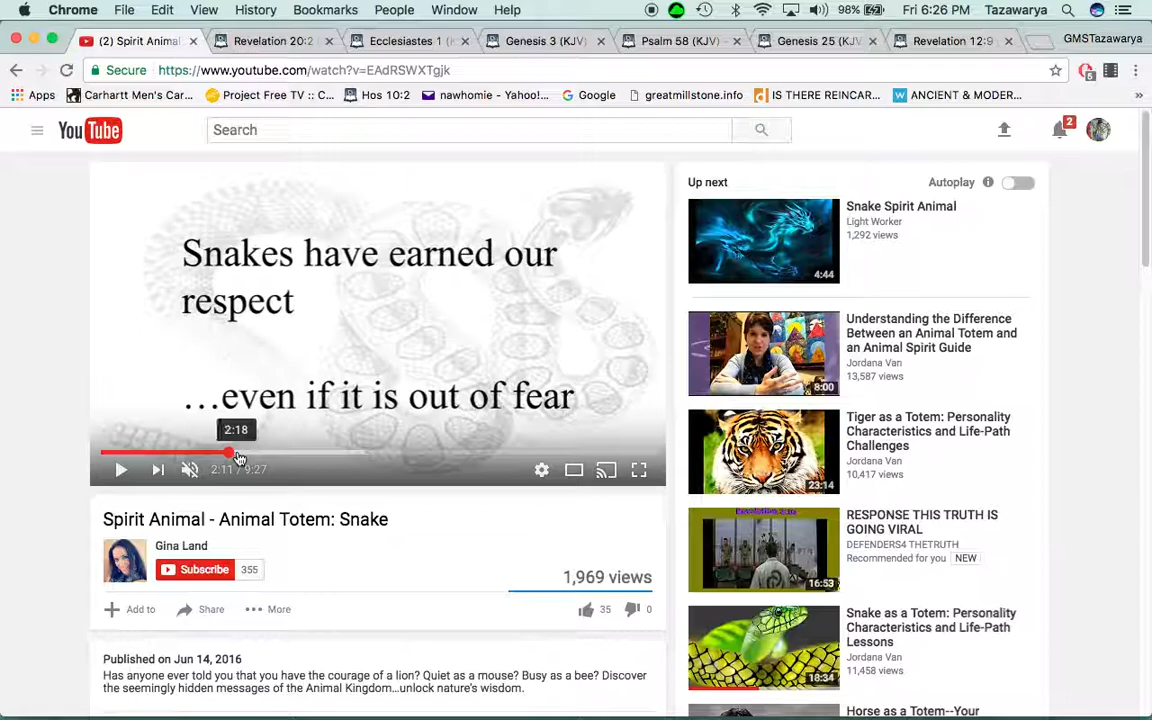 Chrome File Edit View History Bookmarks People Window Help 98% Fri 6:26 PM Tazawarya
(2) Spirit Animal Revelation 20:2 Ecclesiastes 1 (KJV) Genesis 3 (KJV) Psalm 58 (KJV) – Genesis 25 (KJV) Revelation 12:9 GMSTazawarya
Secure https://www.youtube.com/watch?v=EAdRSWXTgjk 6
Apps Carhartt Men's Car... Project Free TV :: C... Hos 10:2 nawhomie - Yahoo!... Google greatmillstone.info IS THERE REINCAR... ANCIENT & MODER... »
YouTube Search 2
Snakes have earned our
respect
...even if it is out of fear
2:18
2:11 / 9:27
Spirit Animal - Animal Totem: Snake
Gina Land
Subscribe 355
1,969 views
Add to Share More 35 0
Published on Jun 14, 2016
Has anyone ever told you that you have the courage of a lion? Quiet as a mouse? Busy as a bee? Discover
the seemingly hidden messages of the Animal Kingdom...unlock nature's wisdom.
Up next Autoplay
Snake Spirit Animal
Light Worker
1,292 views
4:44
Understanding the Difference
Between an Animal Totem and
an Animal Spirit Guide
Jordana Van
13,587 views
8:00
Tiger as a Totem: Personality
Characteristics and Life-Path
Challenges
Jordana Van
10,417 views
23:14
RESPONSE THIS TRUTH IS
GOING VIRAL
DEFENDERS4 THETRUTH
Recommended for you NEW
16:53
Snake as a Totem: Personality
Characteristics and Life-Path
Lessons
Jordana Van
11,458 views
18:34
Horse as a Totem--Your